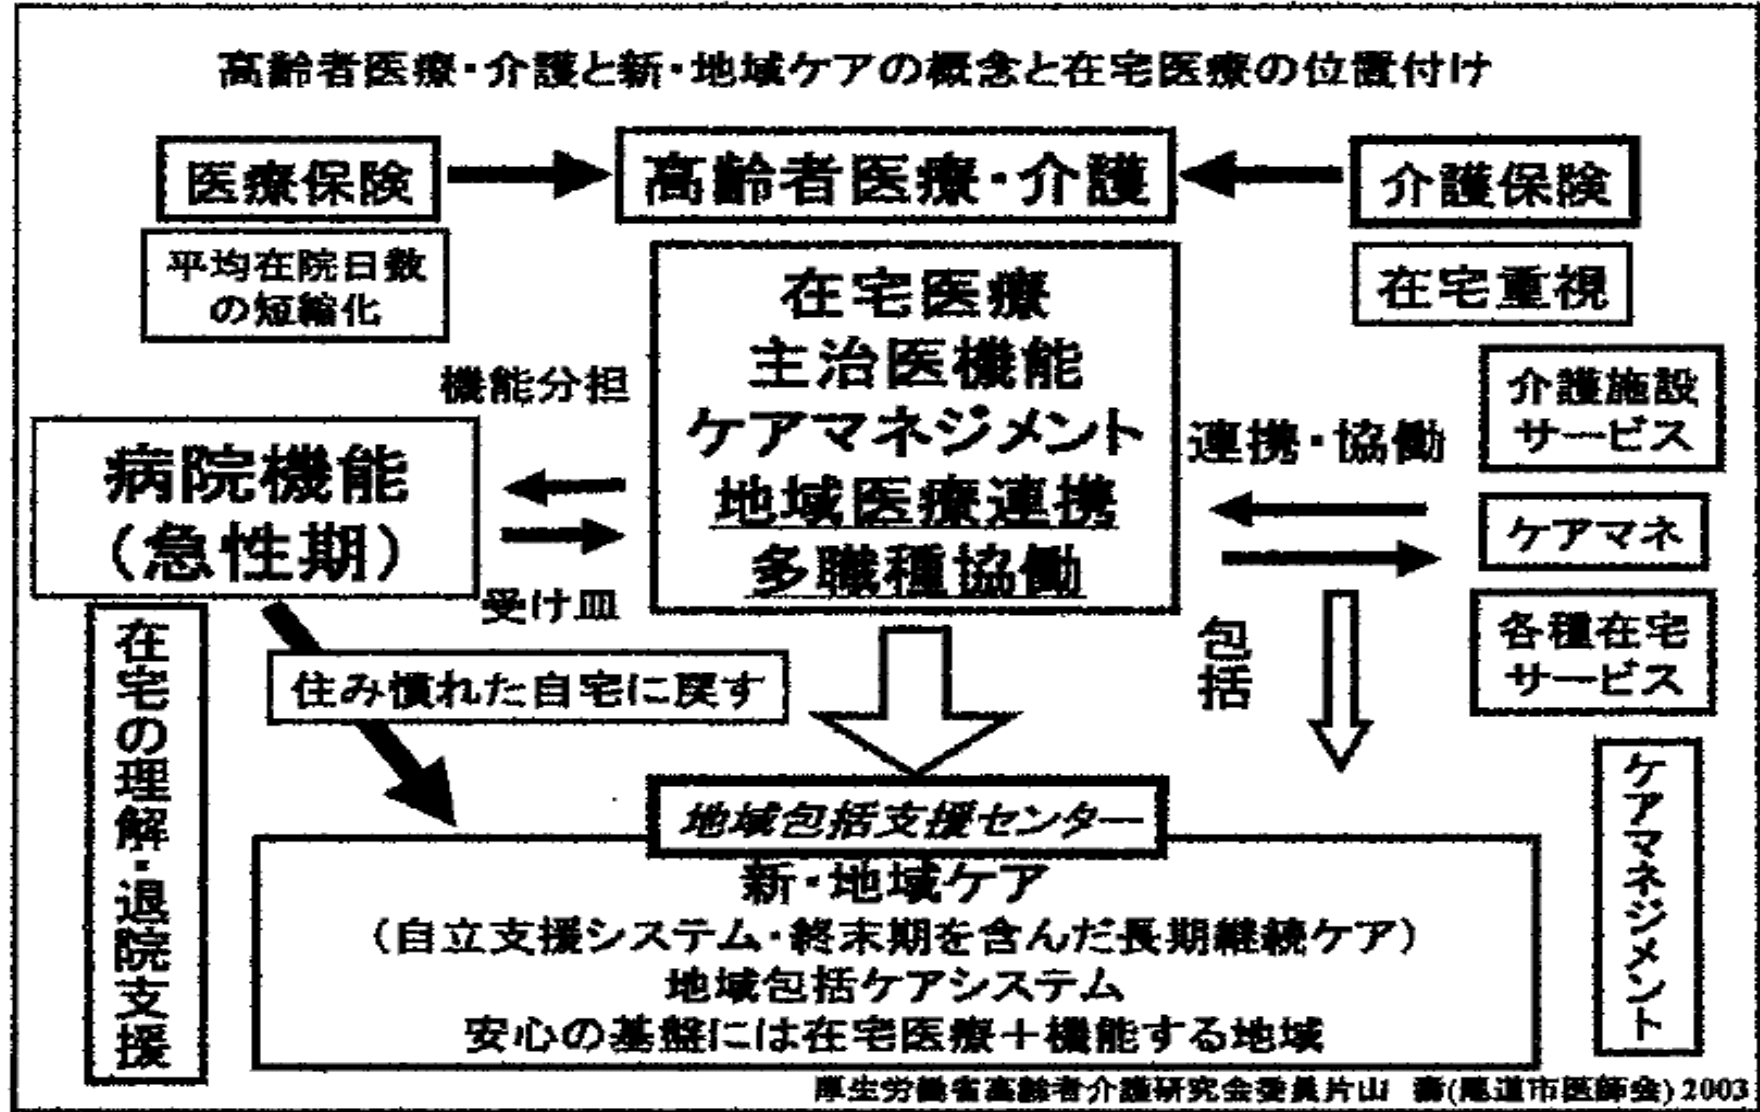 高齢者医療・介護と新・地域ケアの概念と在宅医療の位置付け
医療保険
高齢者医療・介護
介護保険
平均在院日数
の短縮化
在宅重視
在宅医療
主治医機能
ケアマネジメント
地域医療連携
多職種協働
機能分担
病院機能
（急性期）
受け皿
連携・協働
介護施設
サービス
ケアマネ
各種在宅
サービス
包括
住み慣れた自宅に戻す
在宅の理解・退院支援
ケアマネジメント
地域包括支援センター
新・地域ケア
（自立支援システム・終末期を含んだ長期継続ケア）
地域包括ケアシステム
安心の基盤には在宅医療＋機能する地域
厚生労働省高齢者介護研究会委員片山 壽(尾道市医師会) 2003